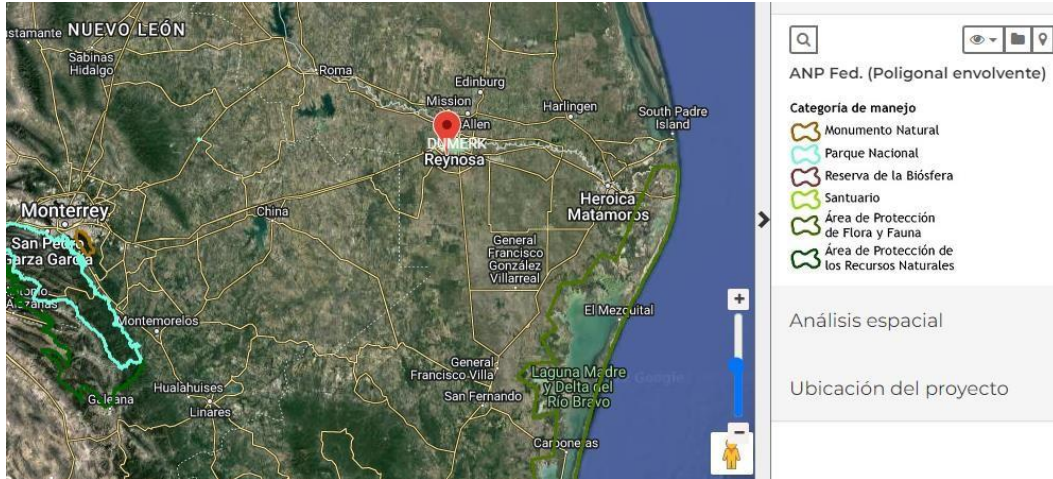 stamante
NUEVO LEÓN
Sabinas
Hidalgo
Roma
Edinburg
Mission
Allen
Harlingen
South Padre
Island
DUMERK
Reynosa
Monterrey
China
Heroica
Matamoros
San Pedro
Garza García
General
Francisco
González
Villarreal
Montemorelos
El Mezquital
General
Francisco Villa
Laguna Madre
y Delta del
Río Bravo
Google
San Fernando
Hualahuises
Galeana
Linares
Carboneras
ANP Fed. (Poligonal envolvente)
Categoría de manejo
Monumento Natural
Parque Nacional
Reserva de la Biósfera
Santuario
Área de Protección
de Flora y Fauna
Área de Protección de
los Recursos Naturales
Análisis espacial
Ubicación del proyecto